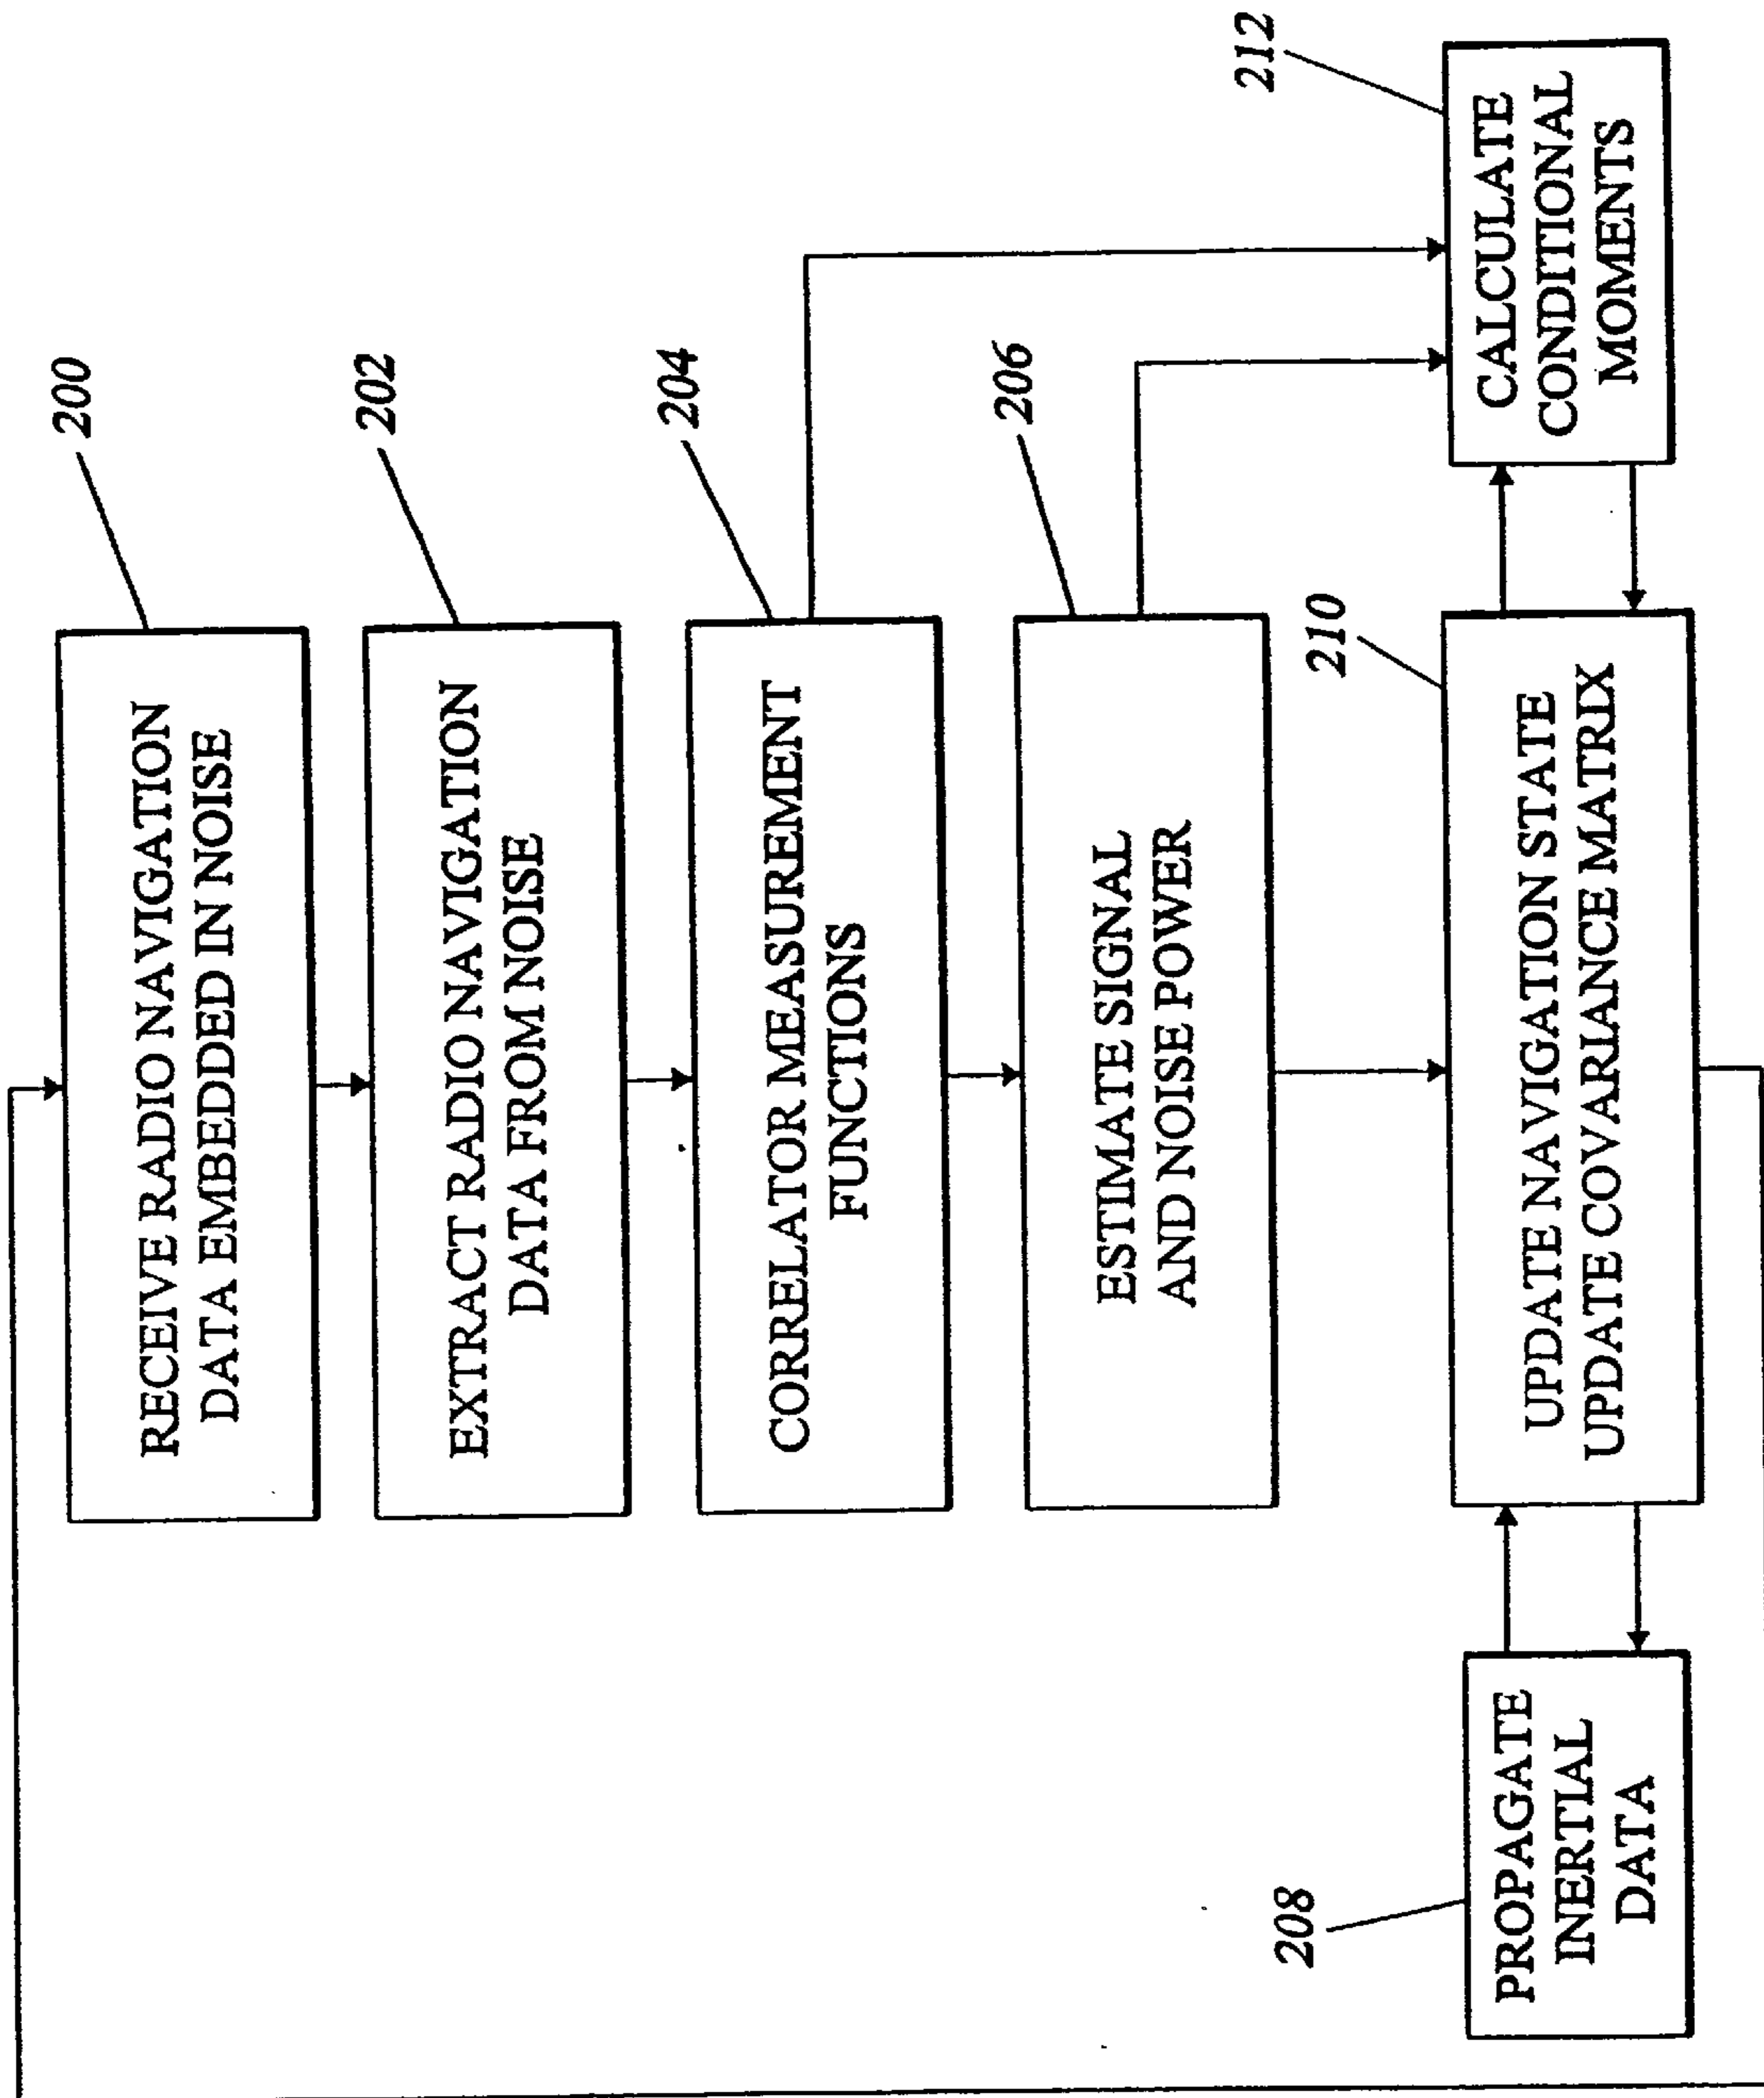 200
RECEIVE RADIO NAVIGATION
DATA EMBEDDED IN NOISE
202
EXTRACT RADIO NAVIGATION
DATA FROM NOISE
204
CORRELATOR MEASUREMENT
FUNCTIONS
206
ESTIMATE SIGNAL
AND NOISE POWER
208
PROPAGATE
INERTIAL
DATA
210
UPDATE NAVIGATION STATE
UPDATE COVARIANCE MATRIX
212
CALCULATE
CONDITIONAL
MOMENTS